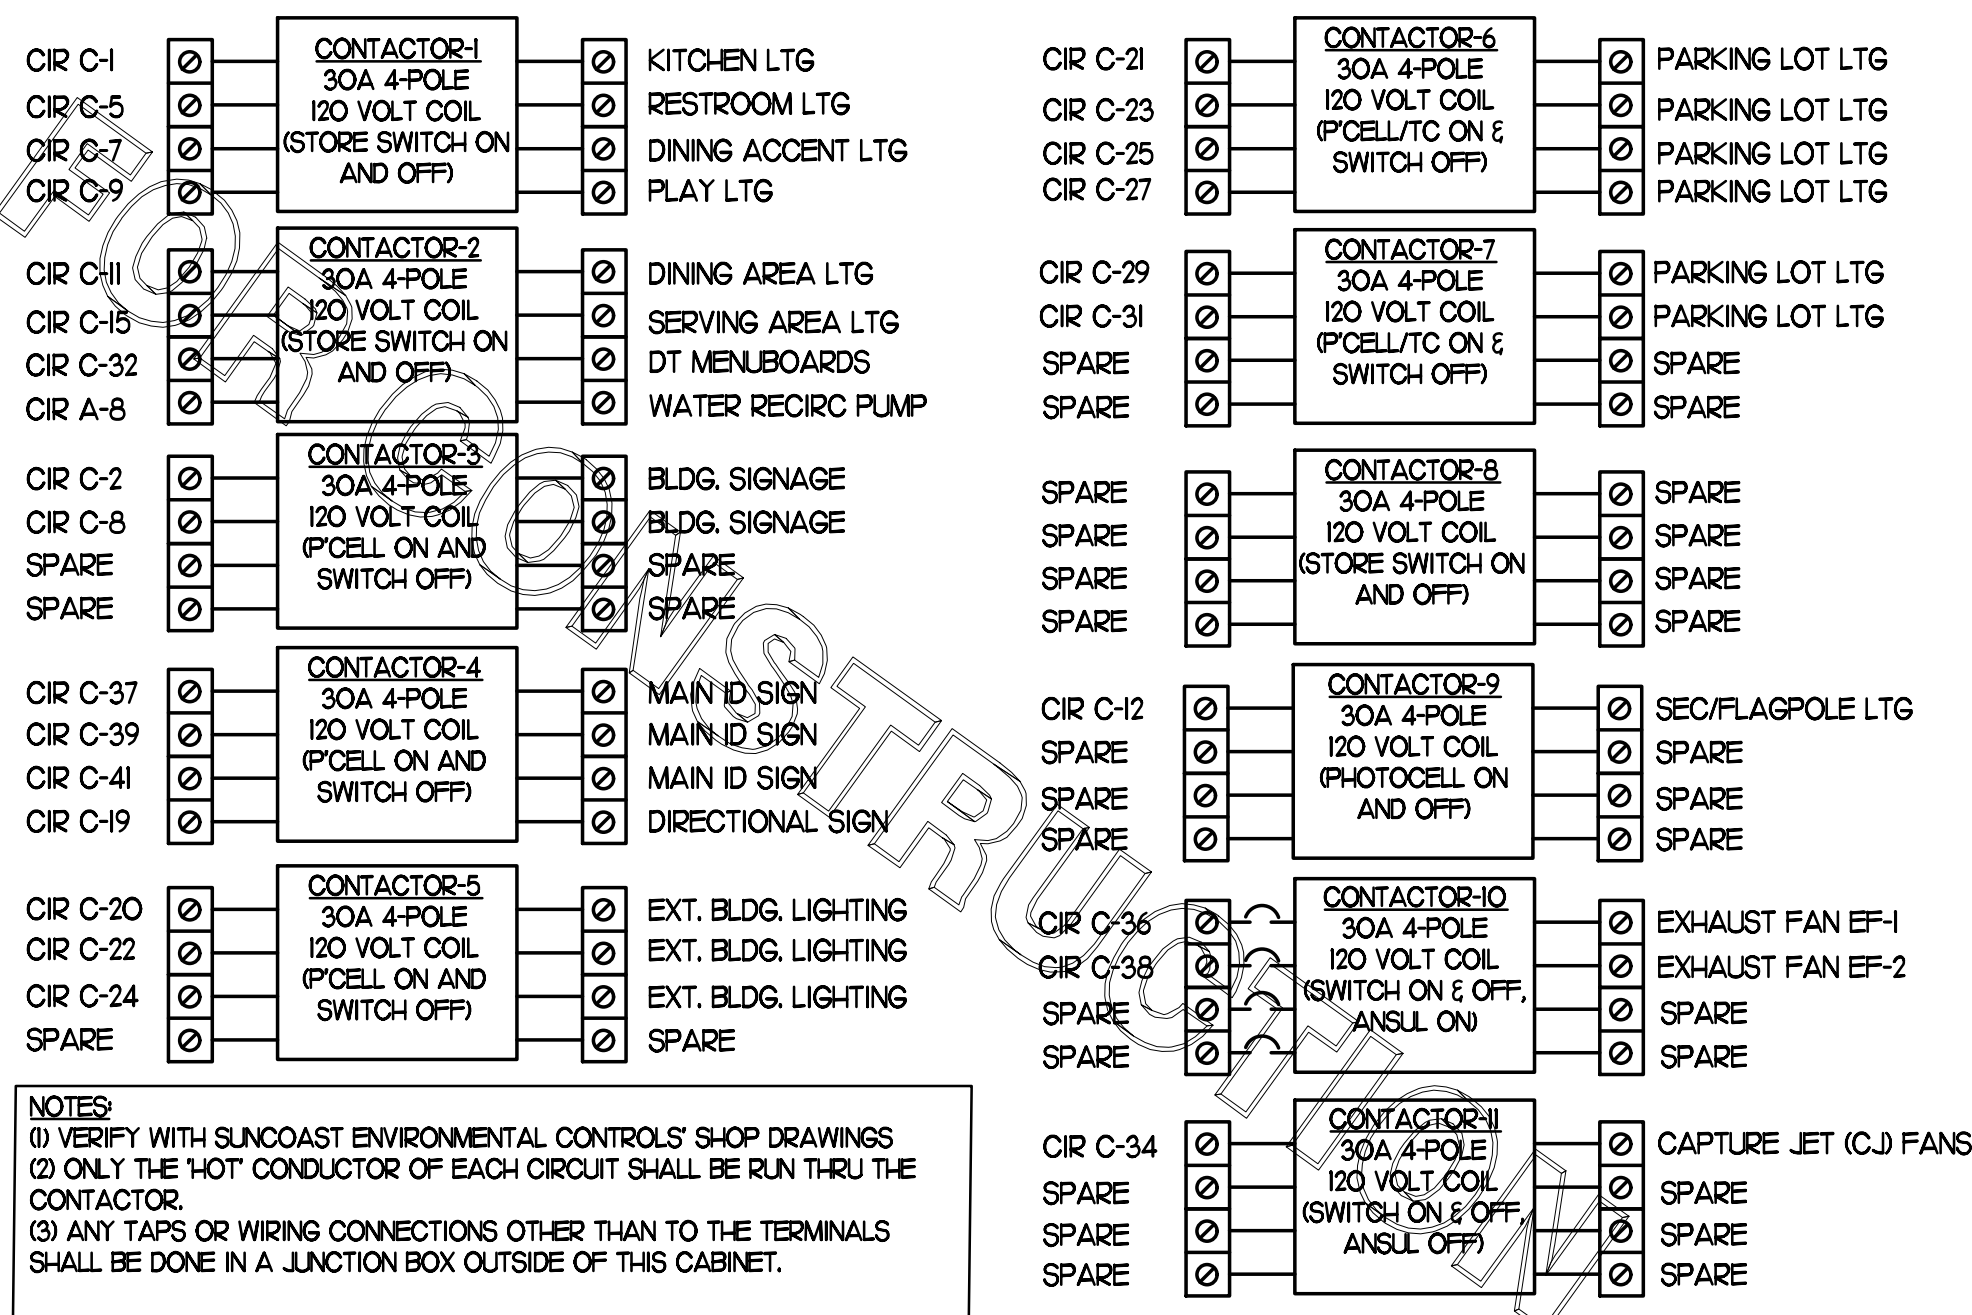 CIR C-1
CIR C-5
CIR C-7
CIR C-9
CONTACTOR-1
30A 4-POLE
120 VOLT COIL
(STORE SWITCH ON
AND OFF)
KITCHEN LTG
RESTROOM LTG
DINING ACCENT LTG
PLAY LTG
CIR C-11
CIR C-15
CIR C-32
CIR A-8
CONTACTOR-2
30A 4-POLE
120 VOLT COIL
(STORE SWITCH ON
AND OFF)
DINING AREA LTG
SERVING AREA LTG
DT MENUBOARDS
WATER RECIRC PUMP
CIR C-2
CIR C-8
SPARE
SPARE
CONTACTOR-3
30A 4-POLE
120 VOLT COIL
(P'CELL ON AND
SWITCH OFF)
BLDG. SIGNAGE
BLDG. SIGNAGE
SPARE
SPARE
CIR C-37
CIR C-39
CIR C-41
CIR C-19
CONTACTOR-4
30A 4-POLE
120 VOLT COIL
(P'CELL ON AND
SWITCH OFF)
MAIN ID SIGN
MAIN ID SIGN
MAIN ID SIGN
DIRECTIONAL SIGN
CIR C-20
CIR C-22
CIR C-24
SPARE
CONTACTOR-5
30A 4-POLE
120 VOLT COIL
(P'CELL ON AND
SWITCH OFF)
EXT. BLDG. LIGHTING
EXT. BLDG. LIGHTING
EXT. BLDG. LIGHTING
SPARE
NOTES:
(1) VERIFY WITH SUNCOAST ENVIRONMENTAL CONTROLS' SHOP DRAWINGS
(2) ONLY THE 'HOT' CONDUCTOR OF EACH CIRCUIT SHALL BE RUN THRU THE
CONTACTOR.
(3) ANY TAPS OR WIRING CONNECTIONS OTHER THAN TO THE TERMINALS
SHALL BE DONE IN A JUNCTION BOX OUTSIDE OF THIS CABINET.
CIR C-21
CIR C-23
CIR C-25
CIR C-27
CONTACTOR-6
30A 4-POLE
120 VOLT COIL
(P'CELL/TC ON &
SWITCH OFF)
PARKING LOT LTG
PARKING LOT LTG
PARKING LOT LTG
PARKING LOT LTG
CIR C-29
CIR C-31
SPARE
SPARE
CONTACTOR-7
30A 4-POLE
120 VOLT COIL
(P'CELL/TC ON &
SWITCH OFF)
PARKING LOT LTG
PARKING LOT LTG
SPARE
SPARE
SPARE
SPARE
SPARE
SPARE
CONTACTOR-8
30A 4-POLE
120 VOLT COIL
(STORE SWITCH ON
AND OFF)
SPARE
SPARE
SPARE
SPARE
CIR C-12
SPARE
SPARE
SPARE
CONTACTOR-9
30A 4-POLE
120 VOLT COIL
(PHOTOCELL ON
AND OFF)
SEC/FLAGPOLE LTG
SPARE
SPARE
SPARE
CIR C-36
CIR C-38
SPARE
SPARE
CONTACTOR-10
30A 4-POLE
120 VOLT COIL
(SWITCH ON & OFF,
ANSUL ON)
EXHAUST FAN EF-1
EXHAUST FAN EF-2
SPARE
SPARE
CIR C-34
SPARE
SPARE
SPARE
CONTACTOR-11
30A 4-POLE
120 VOLT COIL
(SWITCH ON & OFF,
ANSUL OFF)
CAPTURE JET (CJ) FANS
SPARE
SPARE
SPARE
FOR CONSTRUCTION